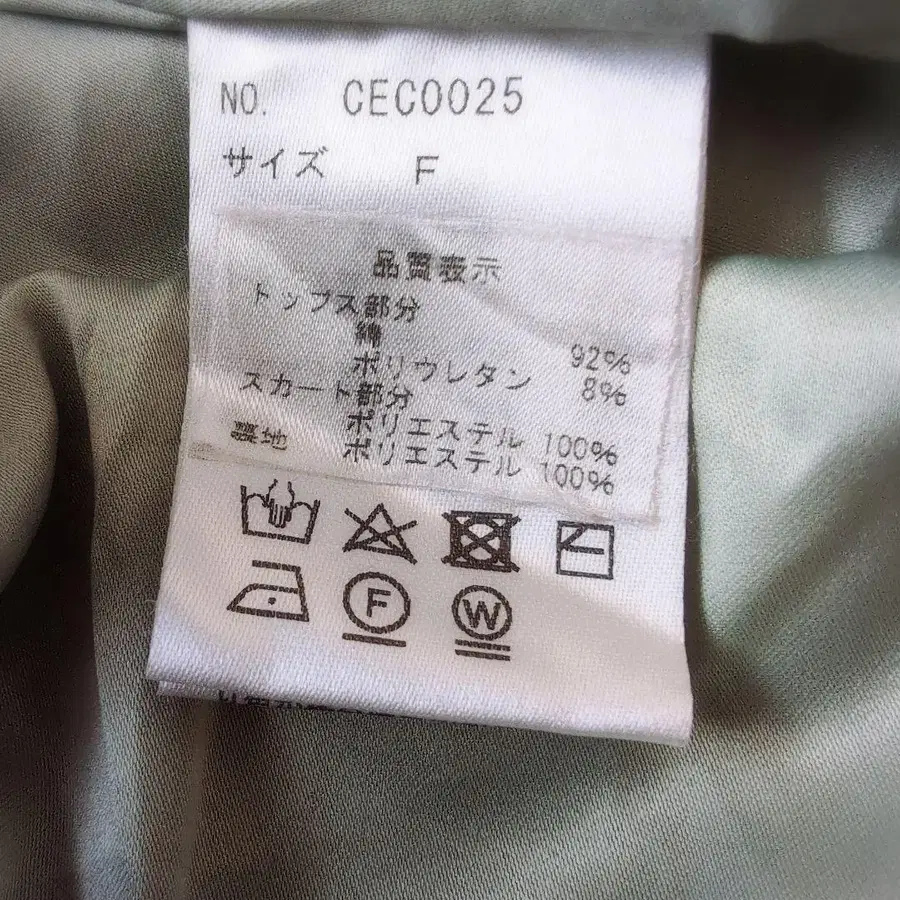 NO. CEC0025
サイズ F
品質表示
トップス部分
綿 92%
ポリウレタン 8%
スカート部分
ポリエステル 100%
裏地 ポリエステル 100%
F
W